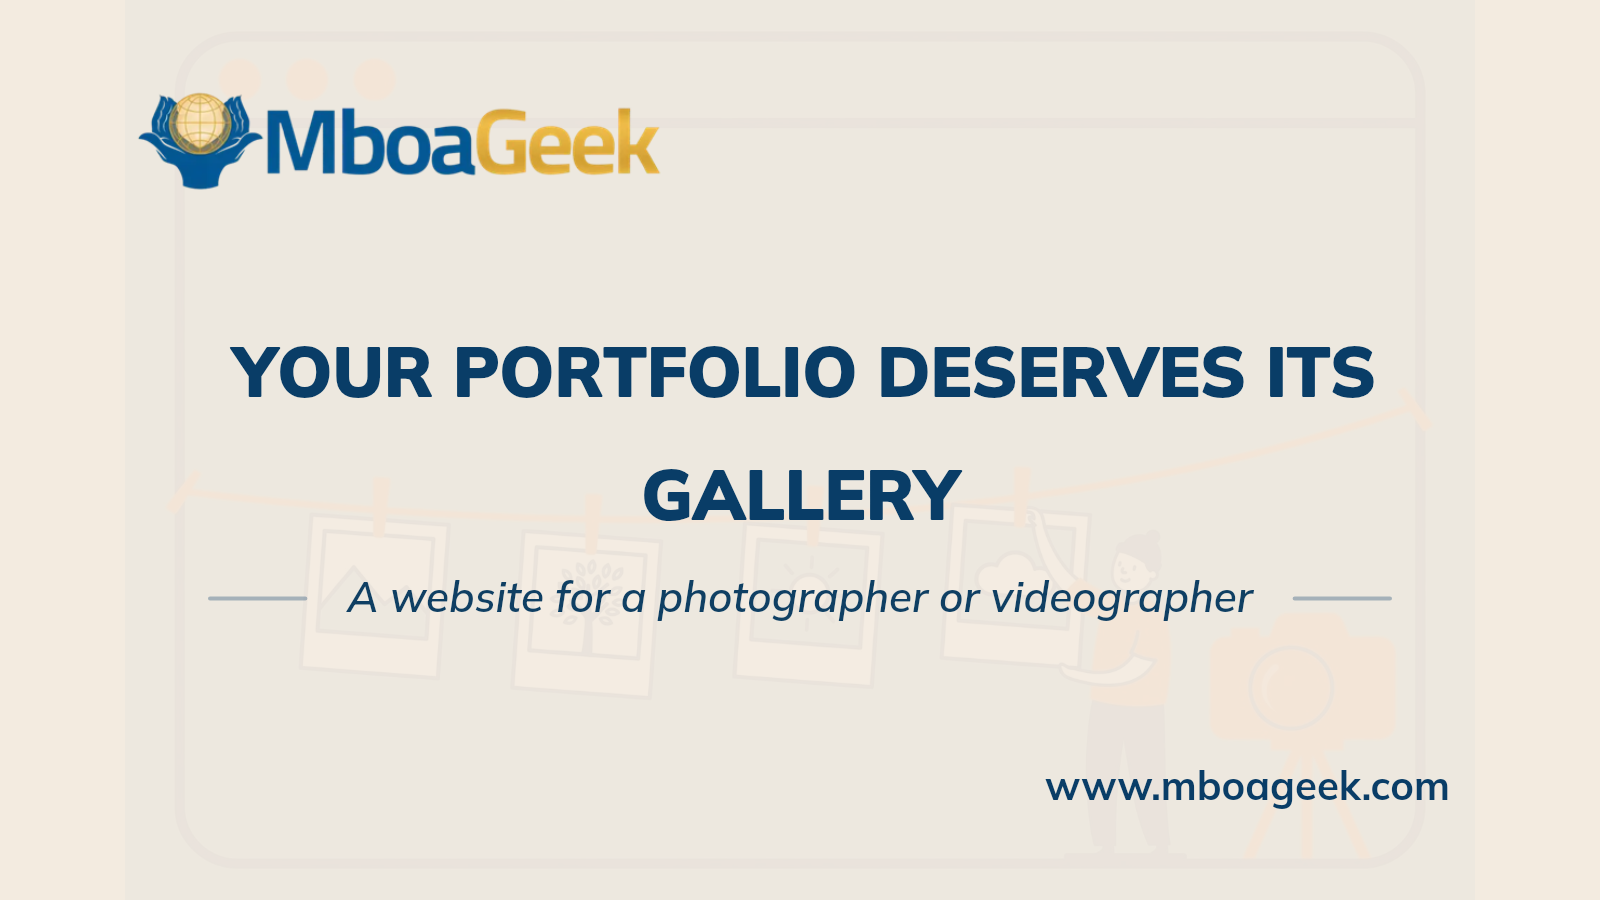 MboaGeek
YOUR PORTFOLIO DESERVES ITS
GALLERY
A website for a photographer or videographer
www.mboageek.com